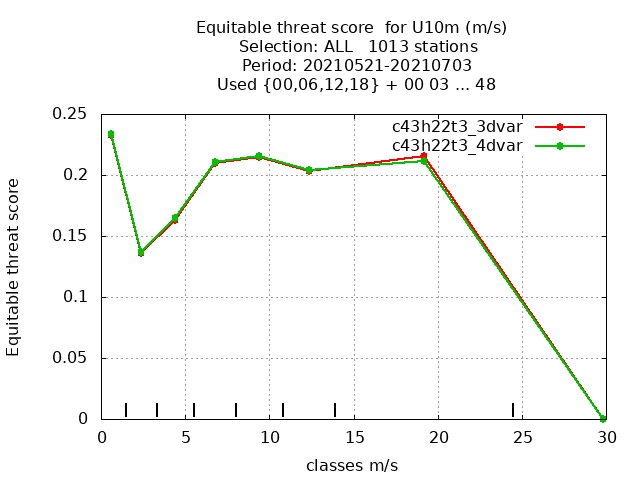 Equitable threat score  for U10m (m/s)
Selection: ALL   1013 stations
Period: 20210521-20210703
Used {00,06,12,18} + 00 03 ... 48
c43h22t3_3dvar
c43h22t3_4dvar
Equitable threat score
0.25
0.2
0.15
0.1
0.05
0
0 5 10 15 20 25 30
classes m/s